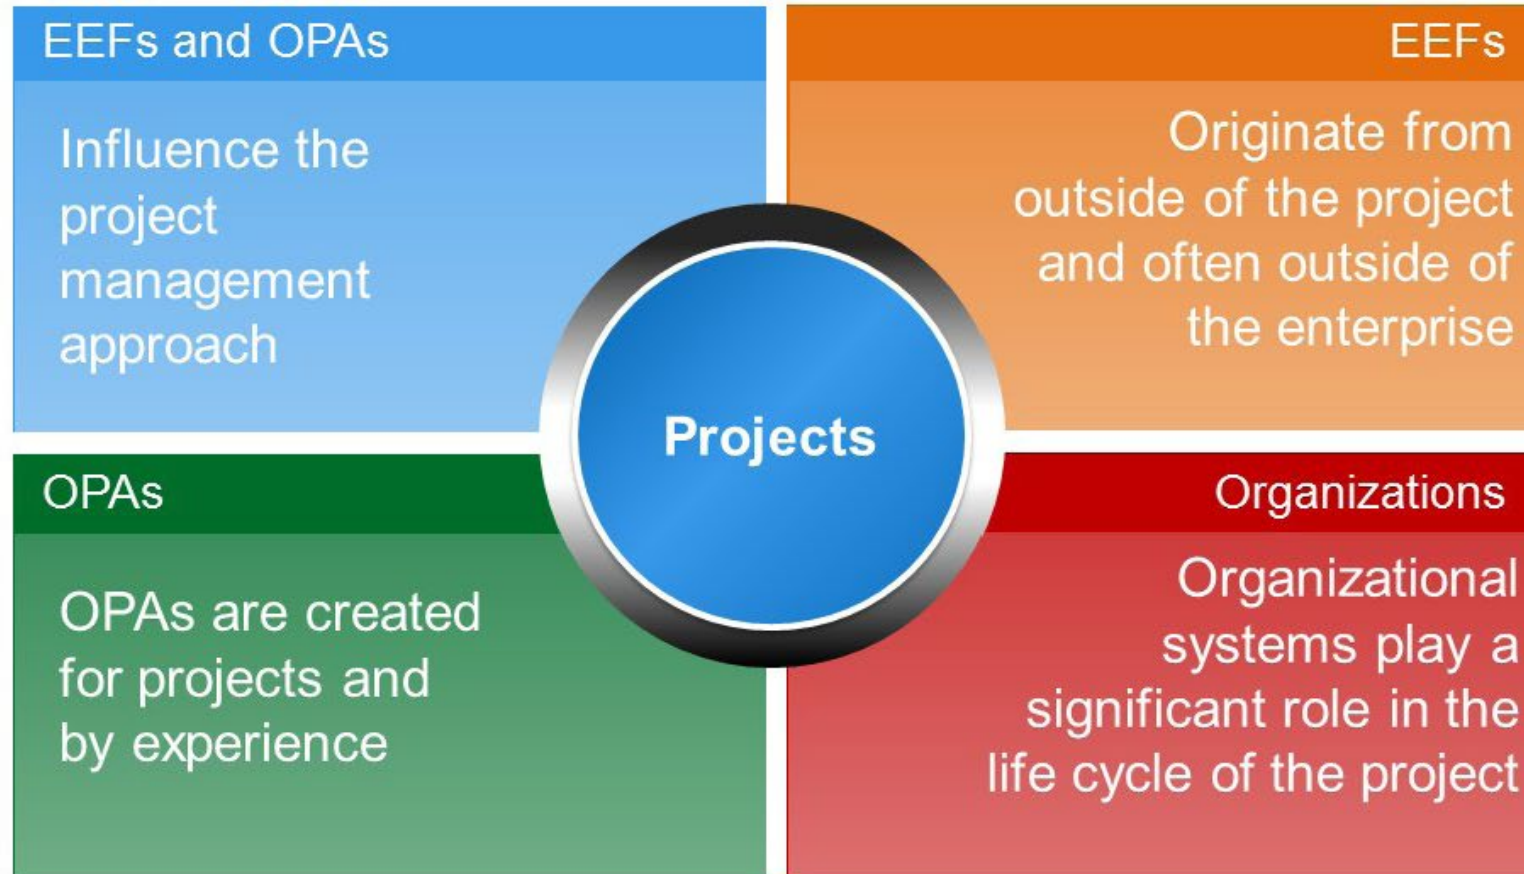 EEFs and OPAs
Influence the
project
management
approach
EEFs
Originate from
outside of the project
and often outside of
the enterprise
Projects
OPAs
OPAs are created
for projects and
by experience
Organizations
Organizational
systems play a
significant role in the
life cycle of the project